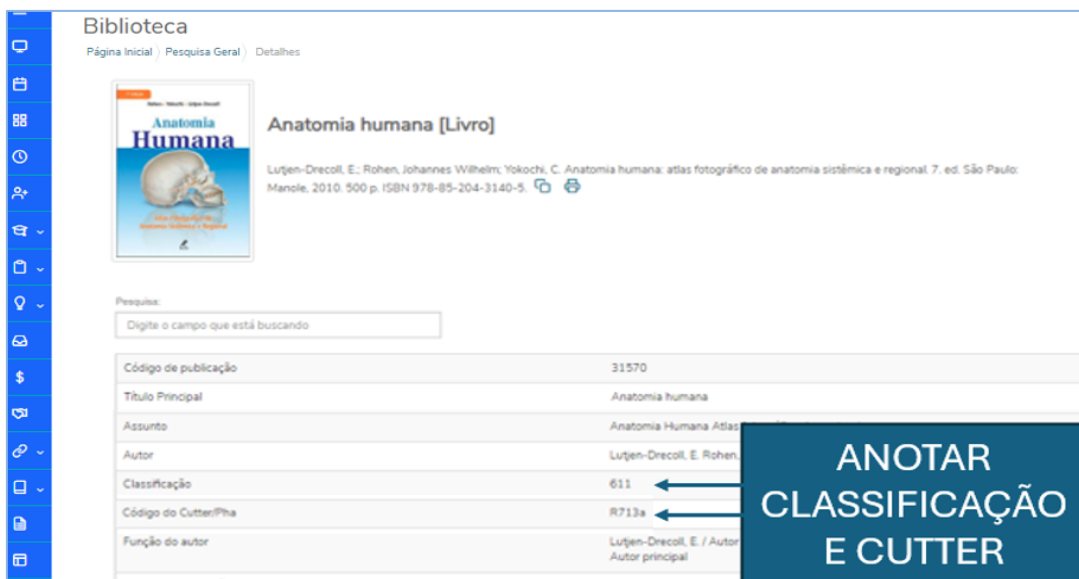 Biblioteca
Página Inicial ) Pesquisa Geral ) Detalhes
Anatomia
Humana
Anatomia humana [Livro]
Lutjen-Drecoll, E.; Rohen, Johannes Wilhelm; Yokochi, C. Anatomia humana: atlas fotográfico de anatomia sistêmica e regional. 7. ed. São Paulo:
Manole, 2010. 500 p. ISBN 978-85-204-3140-5.
Pesquisa:
Digite o campo que está buscando
Código de publicação 31570
Título Principal Anatomia humana
Assunto Anatomia Humana Atlas
Autor Lutjen-Drecoll, E. Rohen,
Classificação 611
Código do Cutter/Pha R713a
Função do autor Lutjen-Drecoll, E. / Autor
Autor principal
ANOTAR
CLASSIFICAÇÃO
E CUTTER